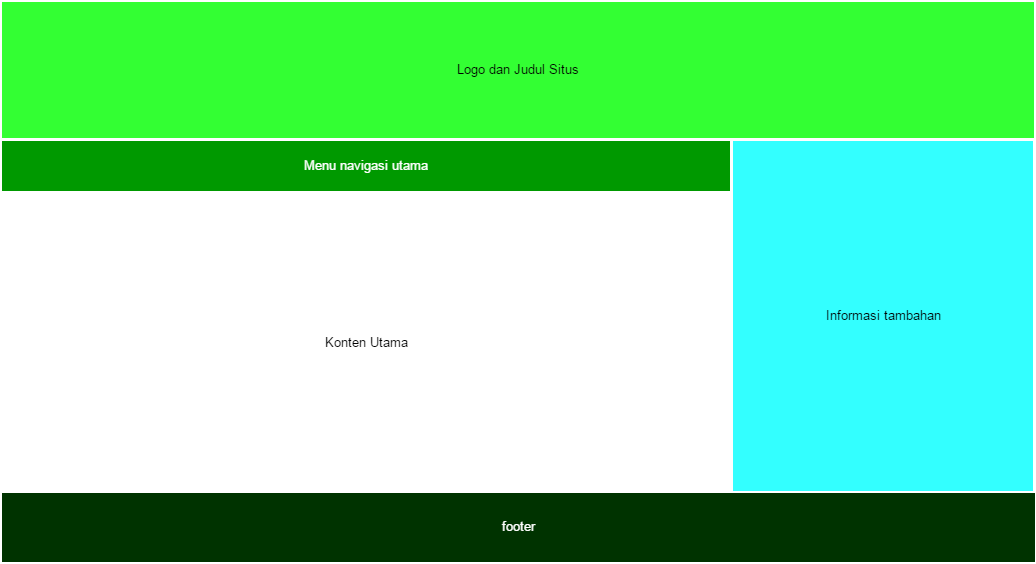 Logo dan Judul Situs
Menu navigasi utama
Informasi tambahan
Konten Utama
footer